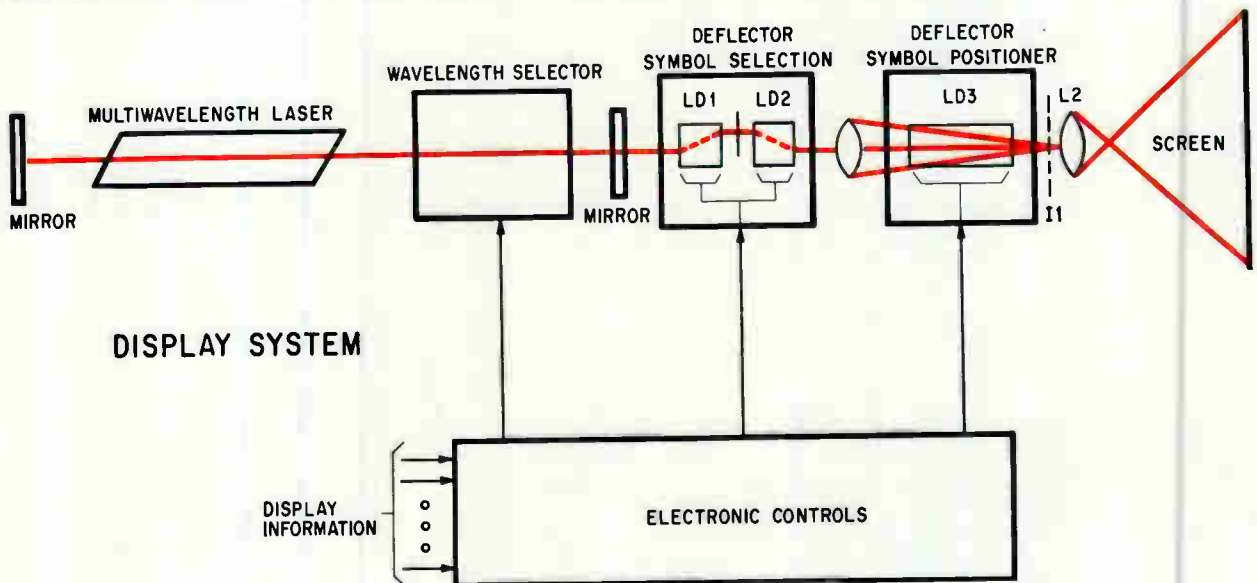 DEFLECTOR
SYMBOL SELECTION
DEFLECTOR
SYMBOL POSITIONER
WAVELENGTH SELECTOR
MULTIWAVELENGTH LASER
LD1
LD2
LD3
L2
SCREEN
MIRROR
MIRROR
I1
DISPLAY SYSTEM
DISPLAY
INFORMATION
ELECTRONIC CONTROLS